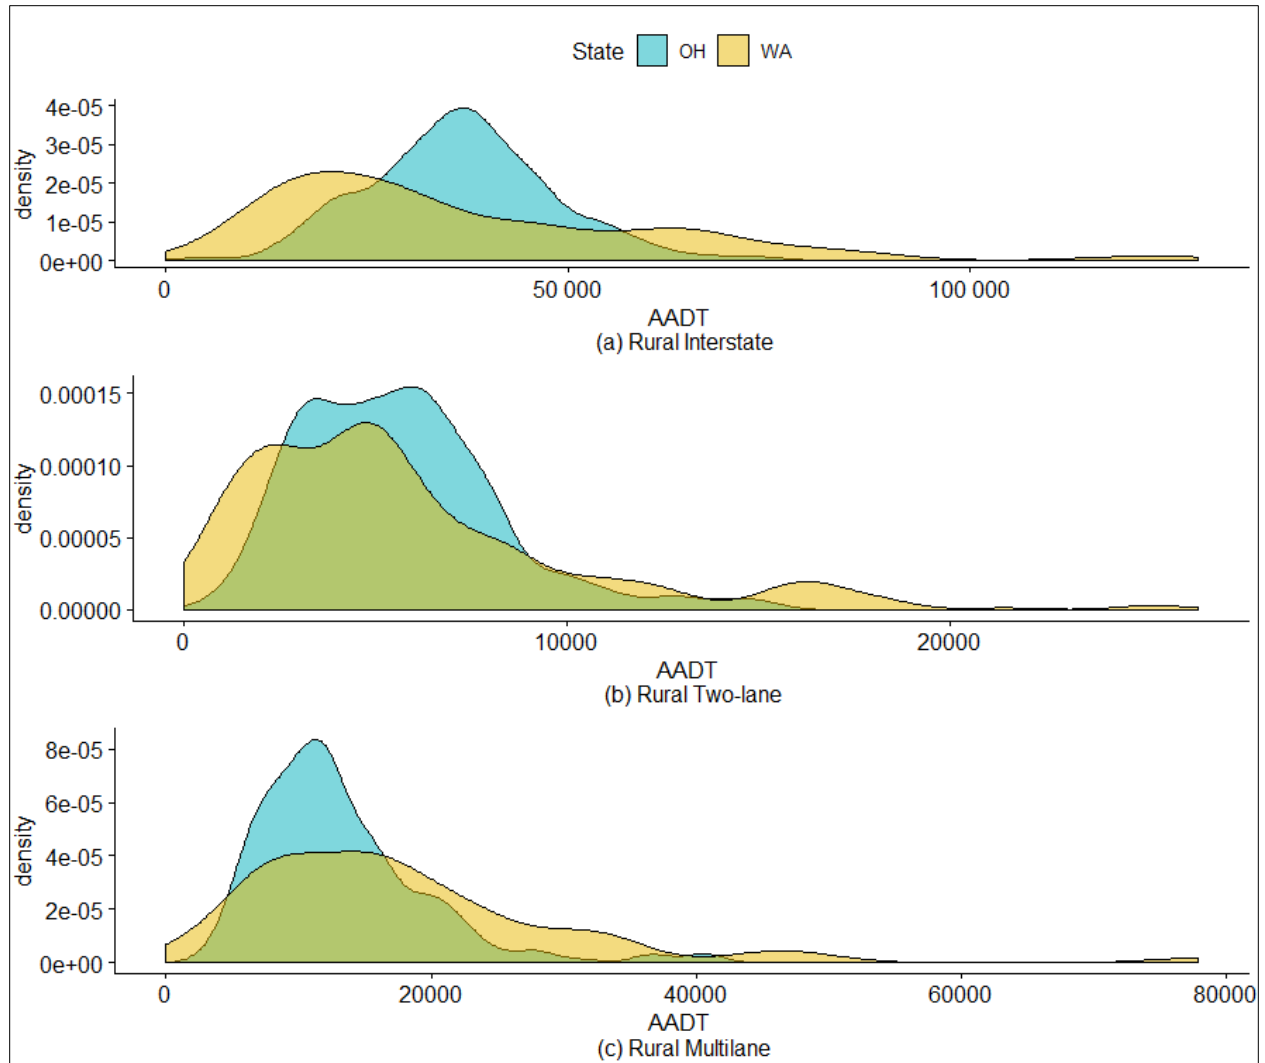 State OH WA
4e-05
3e-05
2e-05
1e-05
0e+00
density
0 50 000 100 000
AADT
(a) Rural Interstate
0.00015
0.00010
0.00005
0.00000
density
0 10000 20000
AADT
(b) Rural Two-lane
8e-05
6e-05
4e-05
2e-05
0e+00
density
0 20000 40000 60000 80000
AADT
(c) Rural Multilane